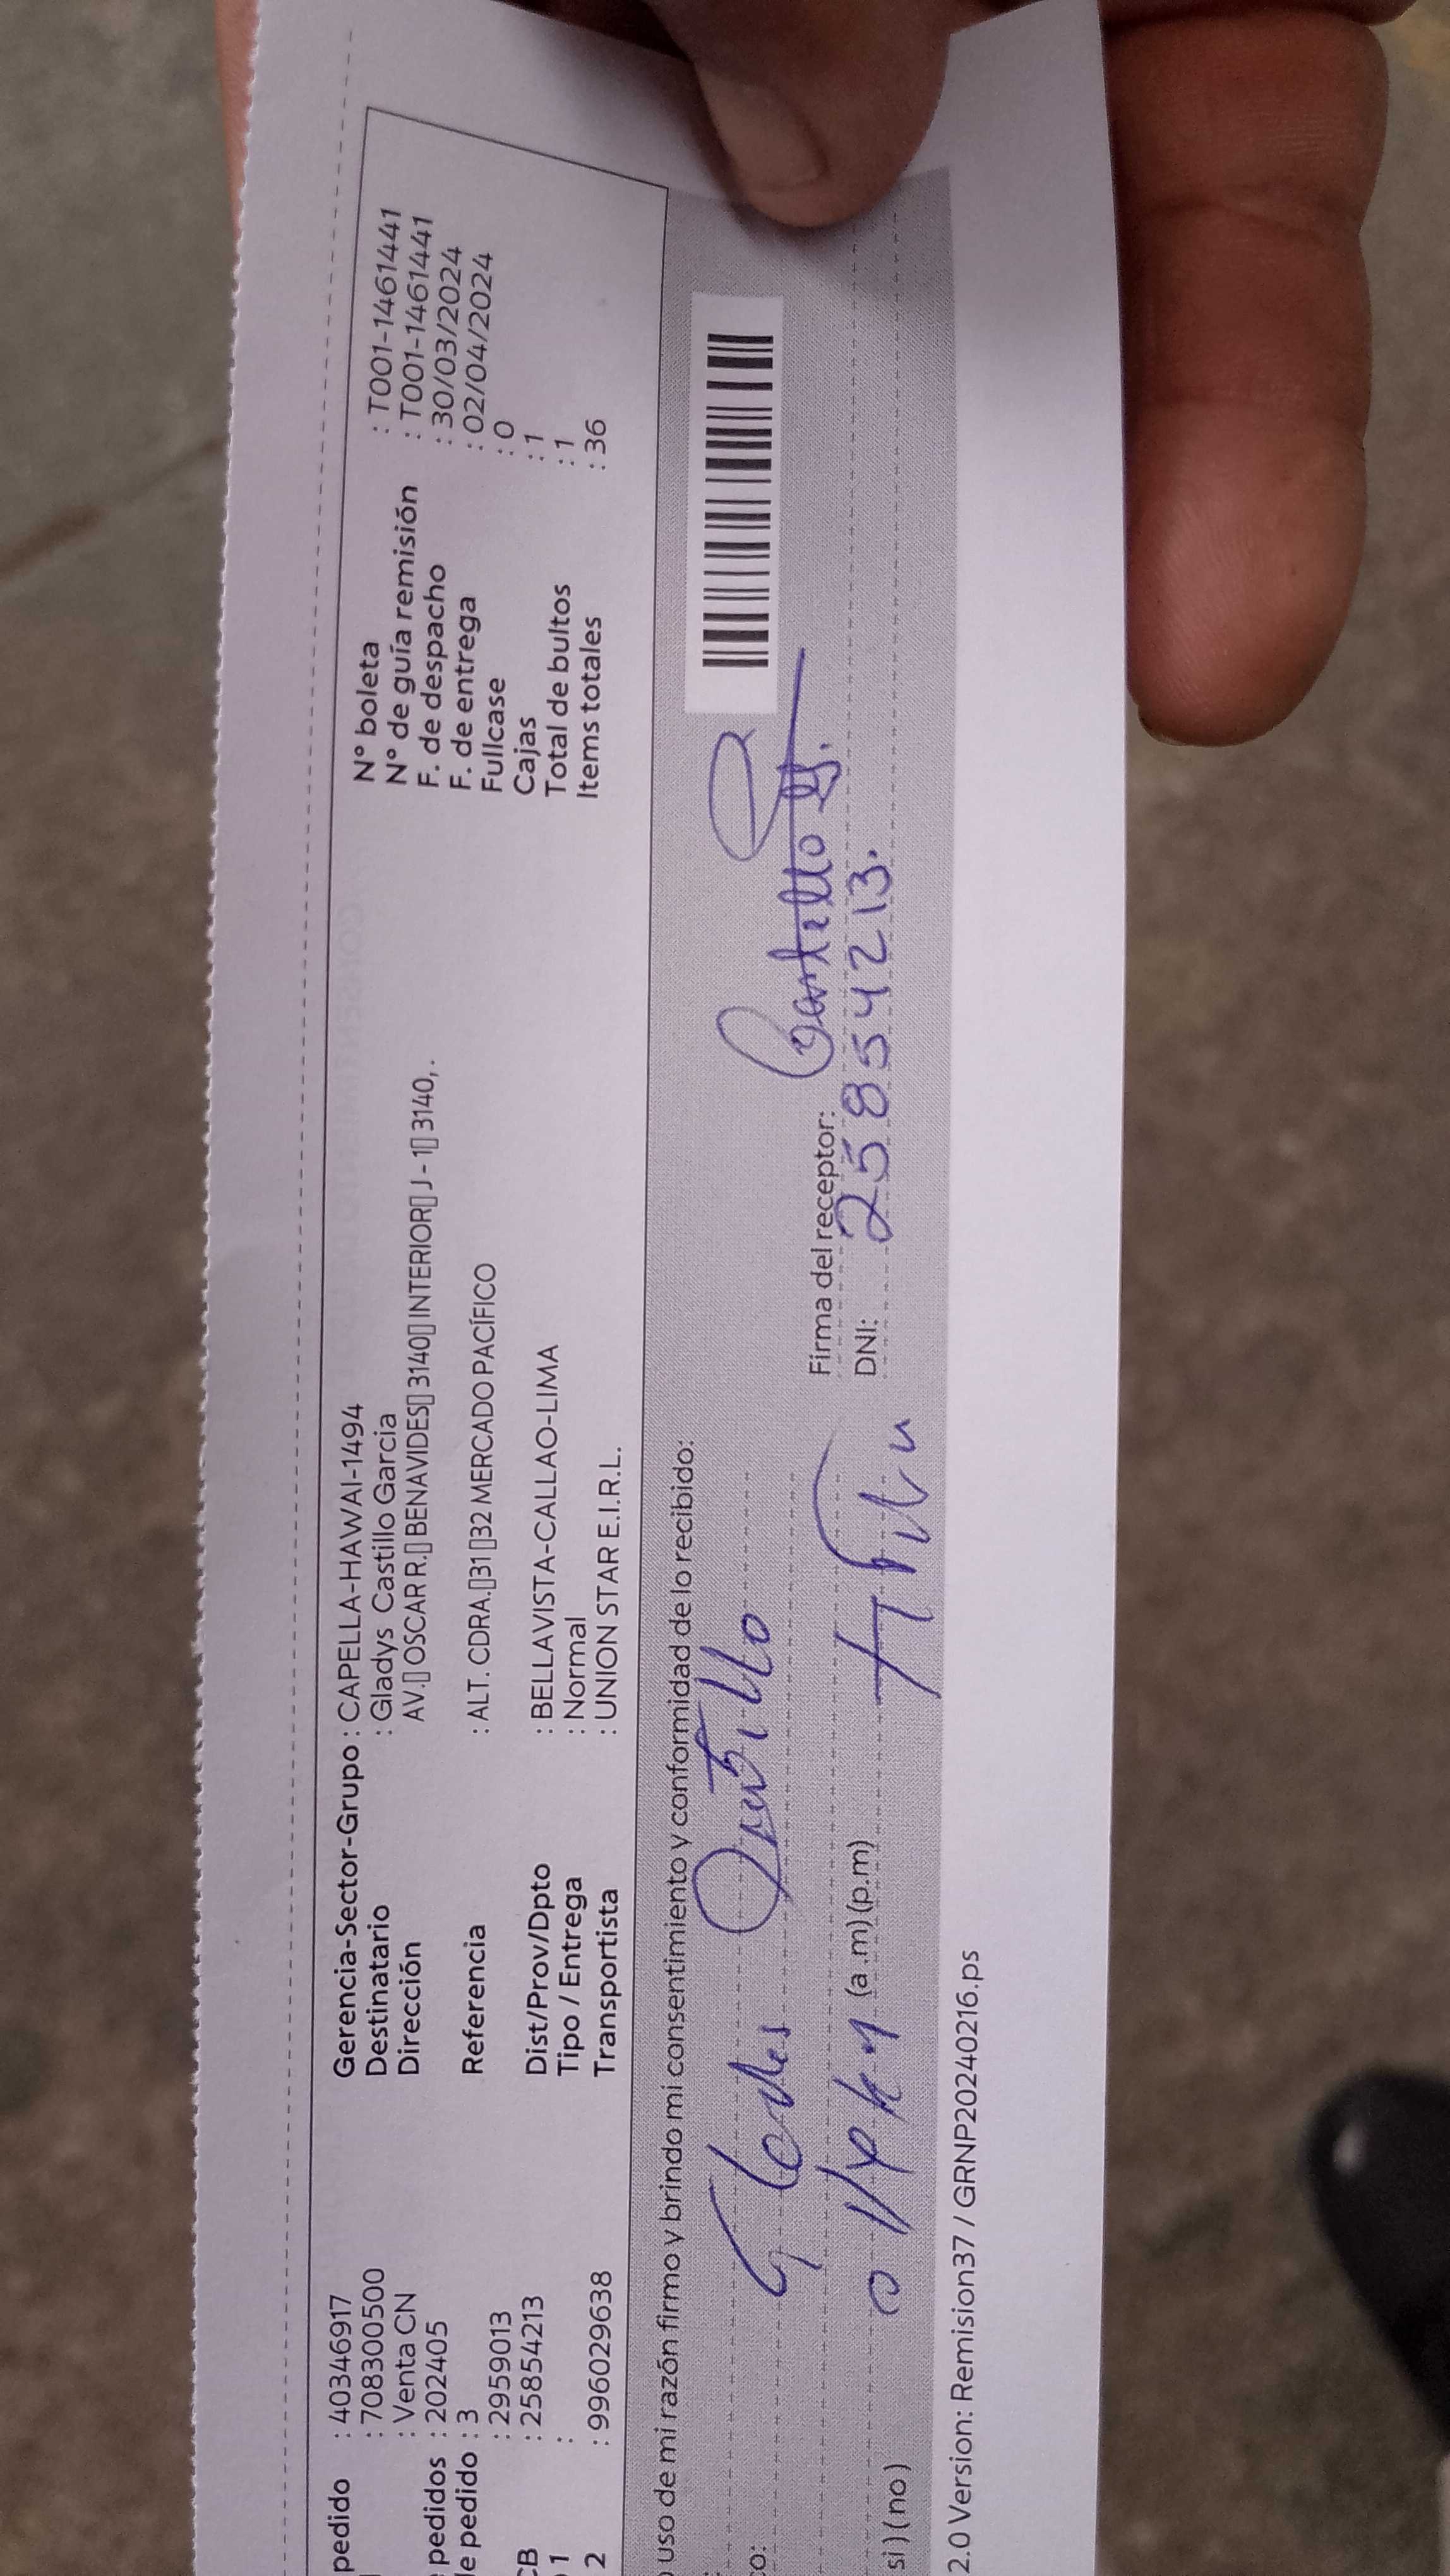 pedido : 40346917 Gerencia-Sector-Grupo : CAPELLA-HAWAI-1494 N° boleta : T001-1461441
: 708300500 Destinatario : Gladys Castillo Garcia N° de guía remisión : T001-1461441
: Venta CN Dirección AV.▯OSCAR R.▯BENAVIDES▯3140▯INTERIOR▯J - 1▯3140,. F. de despacho : 30/03/2024
pedidos : 202405 F. de entrega : 02/04/2024
e pedido : 3 Referencia : ALT. CDRA.▯31▯32 MERCADO PACÍFICO Fullcase : 0
: 2959013 Cajas : 1
CB : 25854213 Dist/Prov/Dpto : BELLAVISTA-CALLAO-LIMA Total de bultos : 1
1 : Tipo / Entrega : Normal Items totales : 36
2 : 996029638 Transportista : UNION STAR E.I.R.L.
uso de mi razón firmo y brindo mi consentimiento y conformidad de lo recibido:
Castillo
co: Firma del receptor: Castillo
si ) ( no ) (a .m) (p.m) DNI: 25854213.
2.0 Version: Remision37 / GRNP20240216.ps